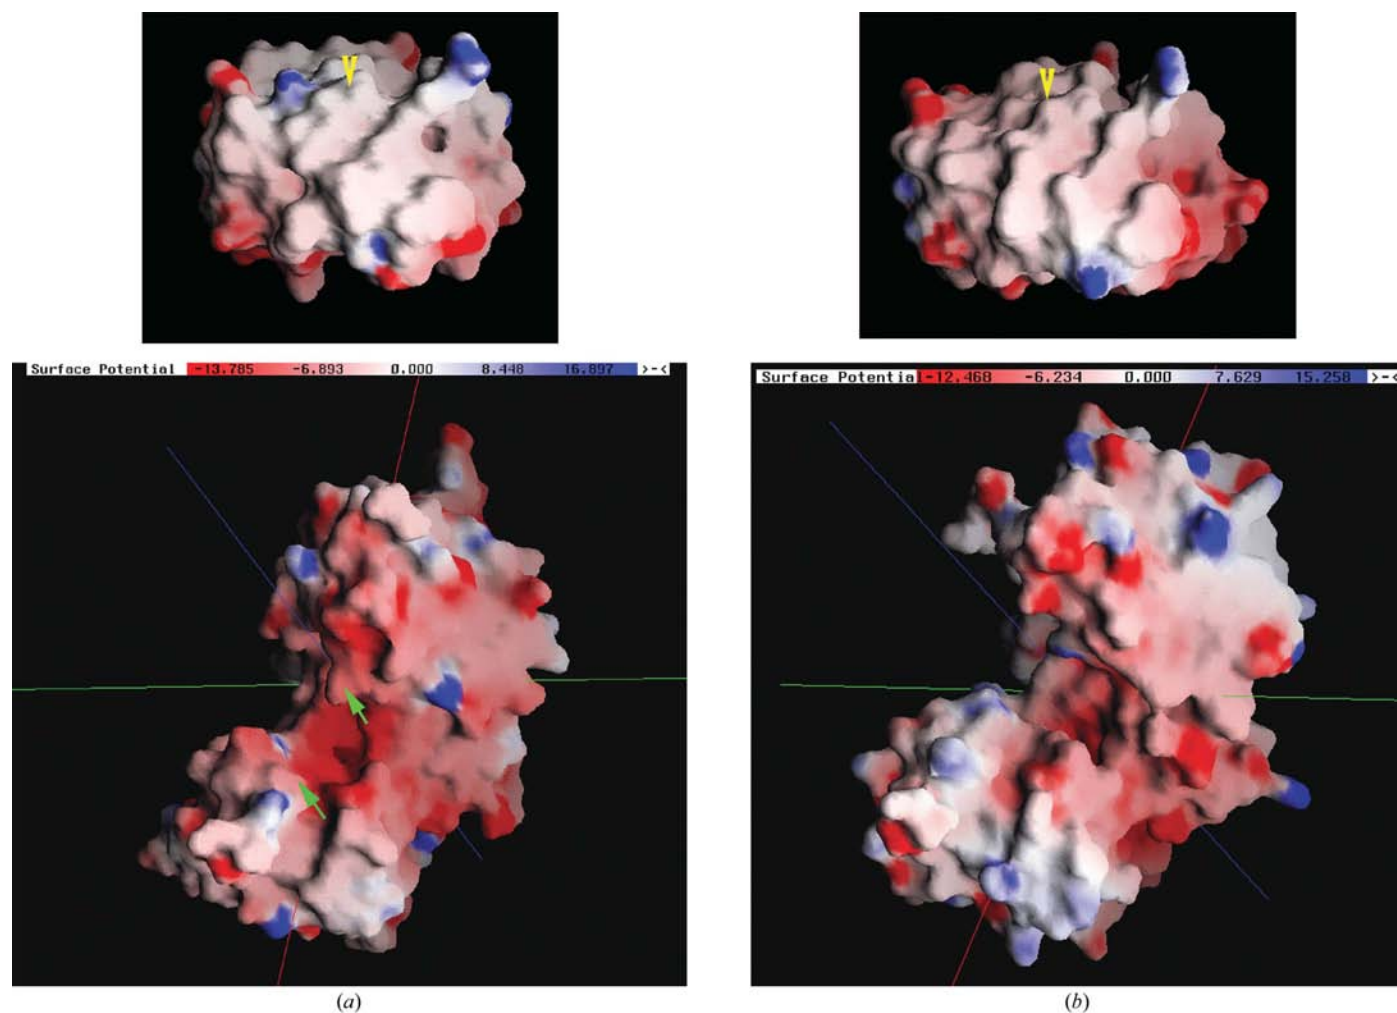 Surface Potential -13.785 -6.893 0.000 8.448 16.897 >-<
Surface Potential -12.468 -6.234 0.000 7.629 15.258 >-<
(a)
(b)